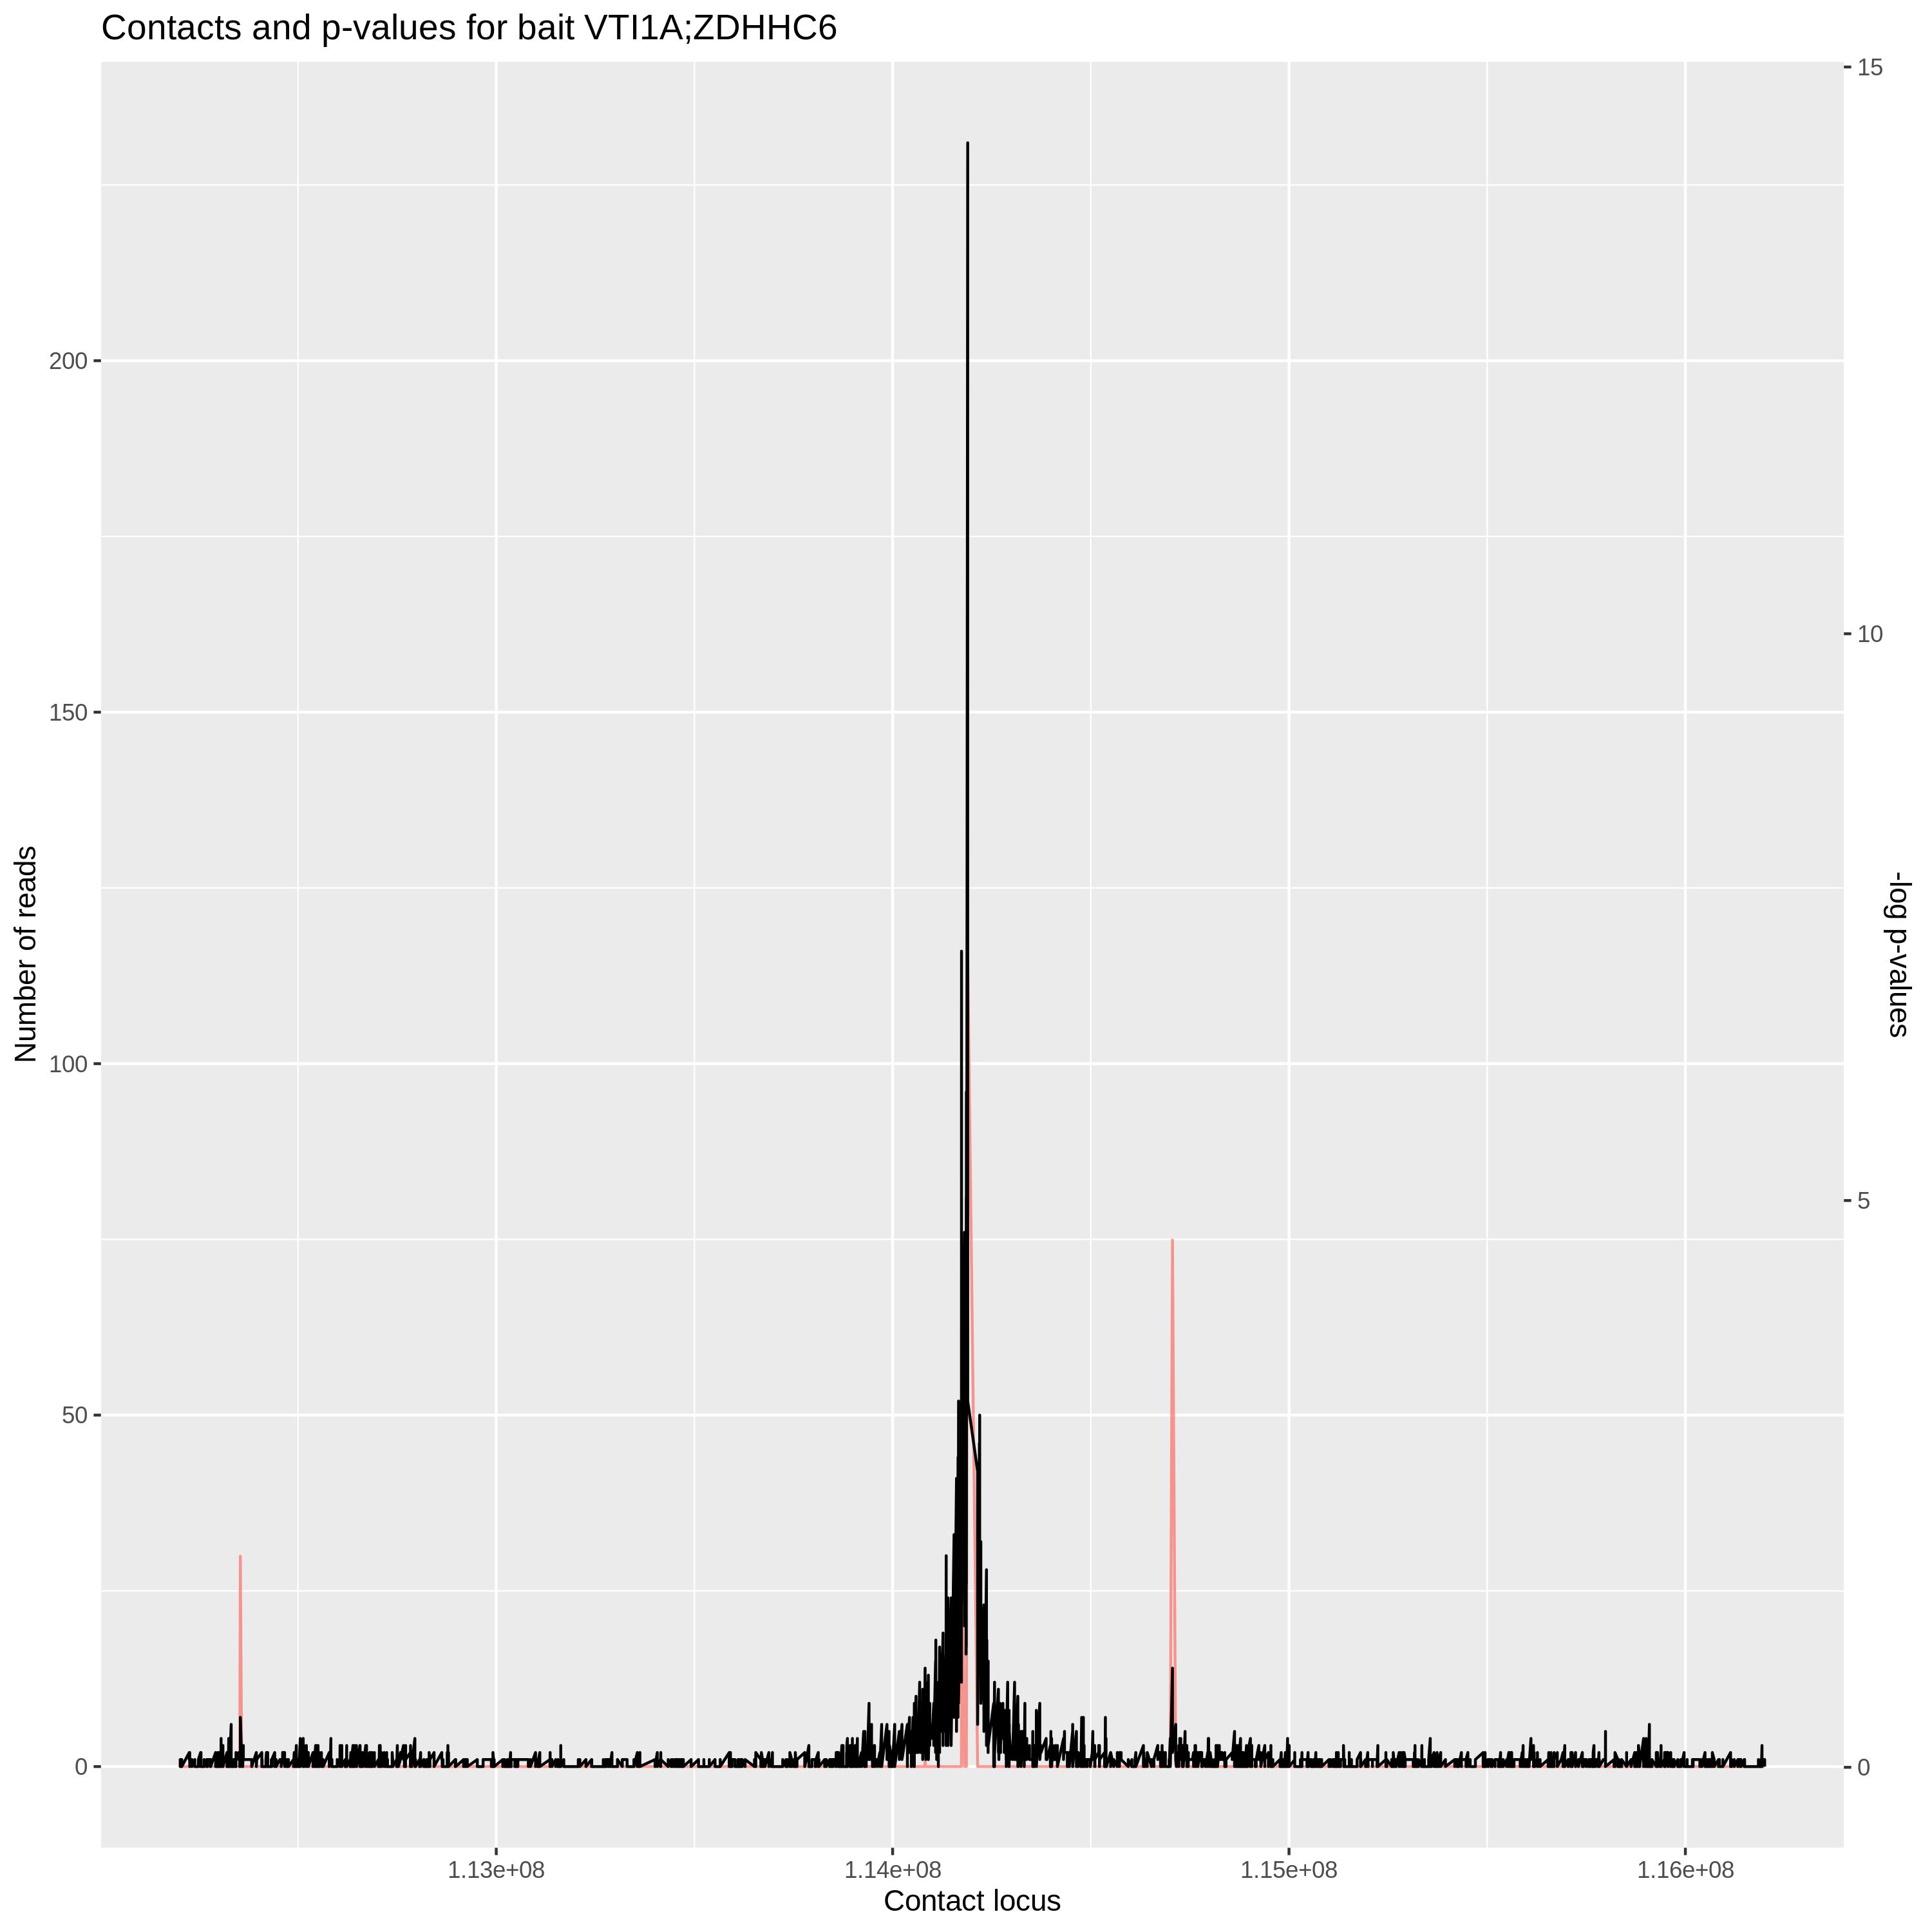 Contacts and p-values for bait VTI1A;ZDHHC6
15
200
10
150
Number of reads
-log p-values
100
5
50
0
0
1.13e+08
1.14e+08
1.15e+08
1.16e+08
Contact locus